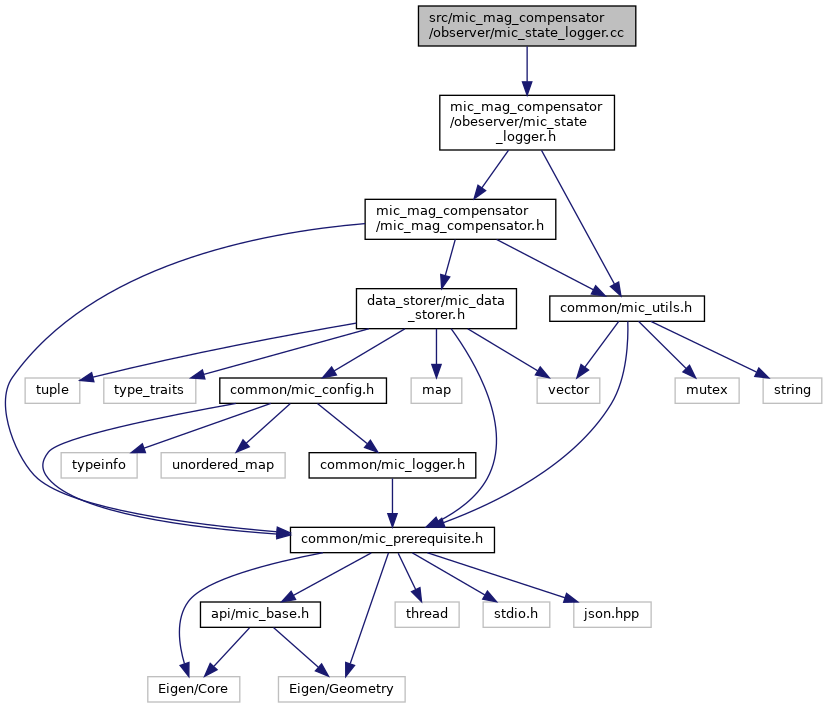 src/mic_mag_compensator
/observer/mic_state_logger.cc
mic_mag_compensator
/obeserver/mic_state
_logger.h
mic_mag_compensator
/mic_mag_compensator.h
data_storer/mic_data
_storer.h
common/mic_utils.h
tuple
type_traits
common/mic_config.h
map
vector
mutex
string
typeinfo
unordered_map
common/mic_logger.h
common/mic_prerequisite.h
api/mic_base.h
thread
stdio.h
json.hpp
Eigen/Core
Eigen/Geometry